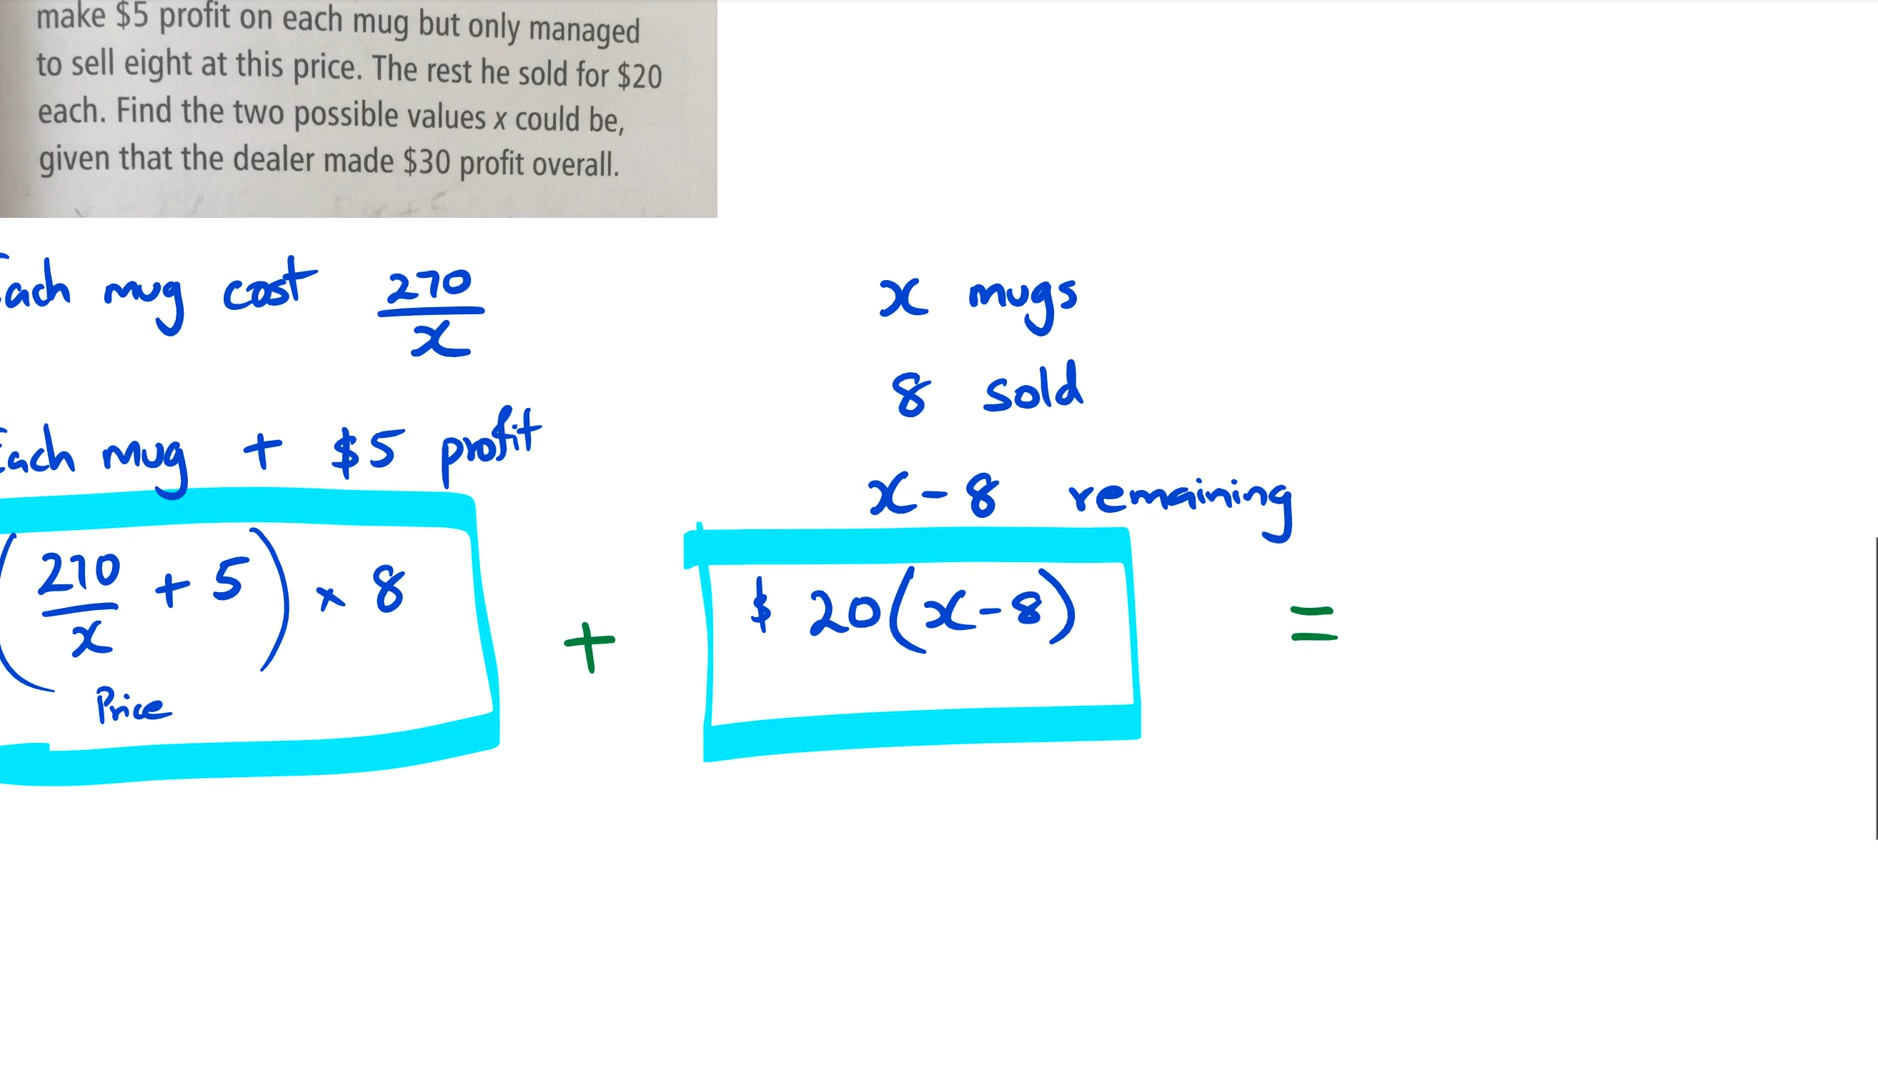 make $5 profit on each mug but only managed
to sell eight at this price. The rest he sold for $20
each. Find the two possible values x could be,
given that the dealer made $30 profit overall.
Each mug cost 270/x
x mugs
8 sold
Each mug + $5 profit
x-8 remaining
(270/x + 5) × 8 + $ 20(x-8) =
Price